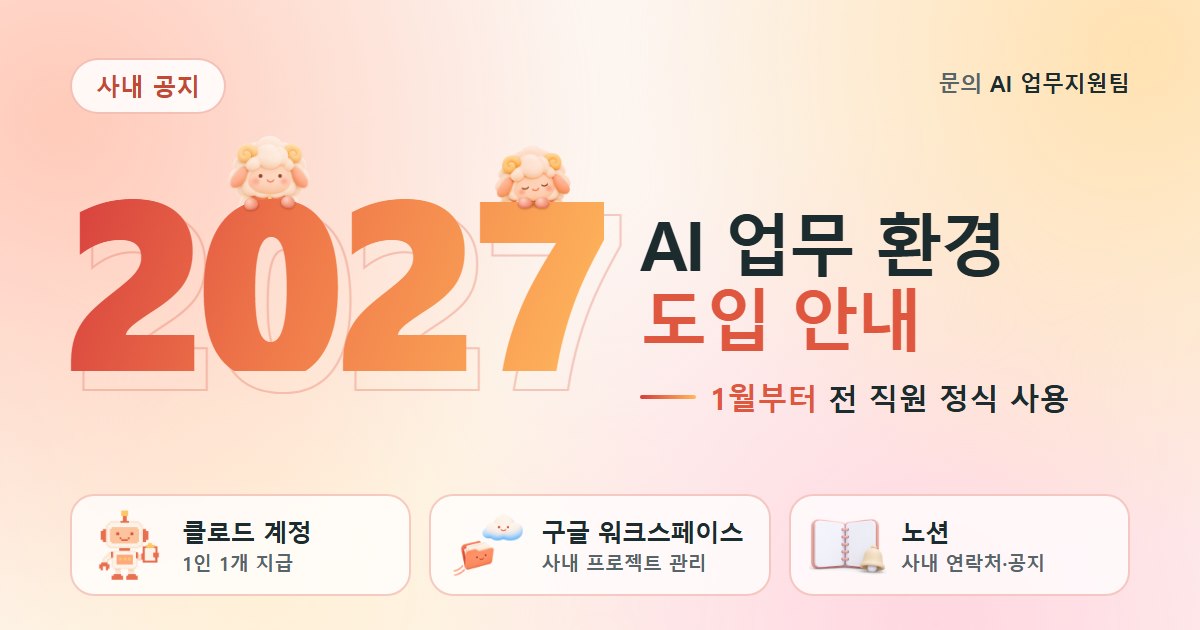 사내 공지
문의 AI 업무지원팀
2027
AI 업무 환경
도입 안내
1월부터 전 직원 정식 사용
클로드 계정
1인 1개 지급
구글 워크스페이스
사내 프로젝트 관리
노션
사내 연락처·공지